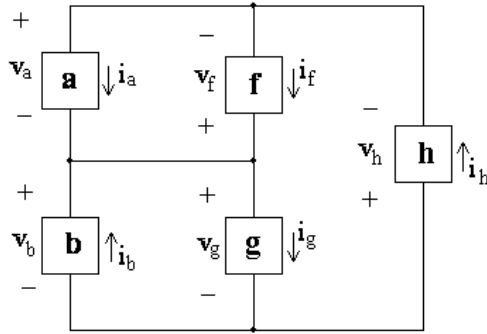 + −
v_a a i_a v_f f i_f
− + − v_h h i_h
+ + +
v_b b i_b v_g g i_g
− −